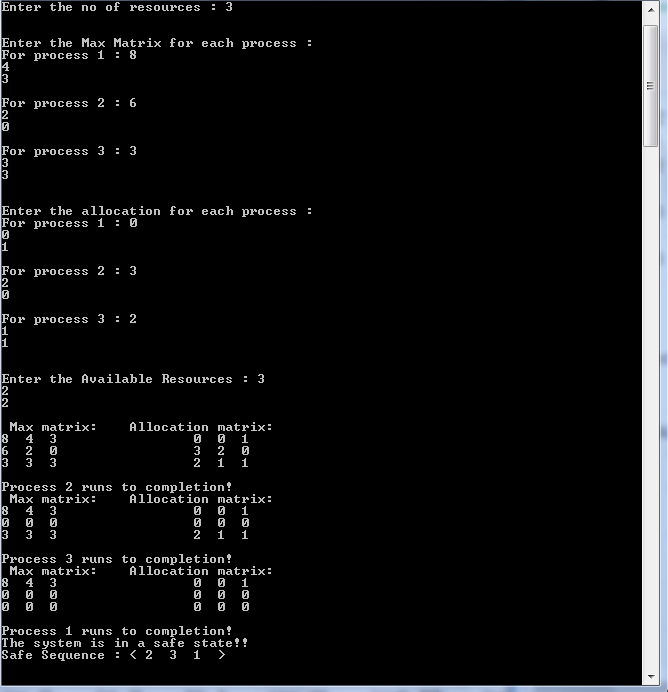 Enter the no of resources : 3
Enter the Max Matrix for each process :
For process 1 : 8
4
3
For process 2 : 6
2
0
For process 3 : 3
3
3
Enter the allocation for each process :
For process 1 : 0
0
1
For process 2 : 3
2
0
For process 3 : 2
1
1
Enter the Available Resources : 3
2
2
Max matrix:    Allocation matrix:
8  4  3                0  0  1
6  2  0                3  2  0
3  3  3                2  1  1
Process 2 runs to completion!
Max matrix:    Allocation matrix:
8  4  3                0  0  1
0  0  0                0  0  0
3  3  3                2  1  1
Process 3 runs to completion!
Max matrix:    Allocation matrix:
8  4  3                0  0  1
0  0  0                0  0  0
0  0  0                0  0  0
Process 1 runs to completion!
The system is in a safe state!!
Safe Sequence : < 2  3  1  >